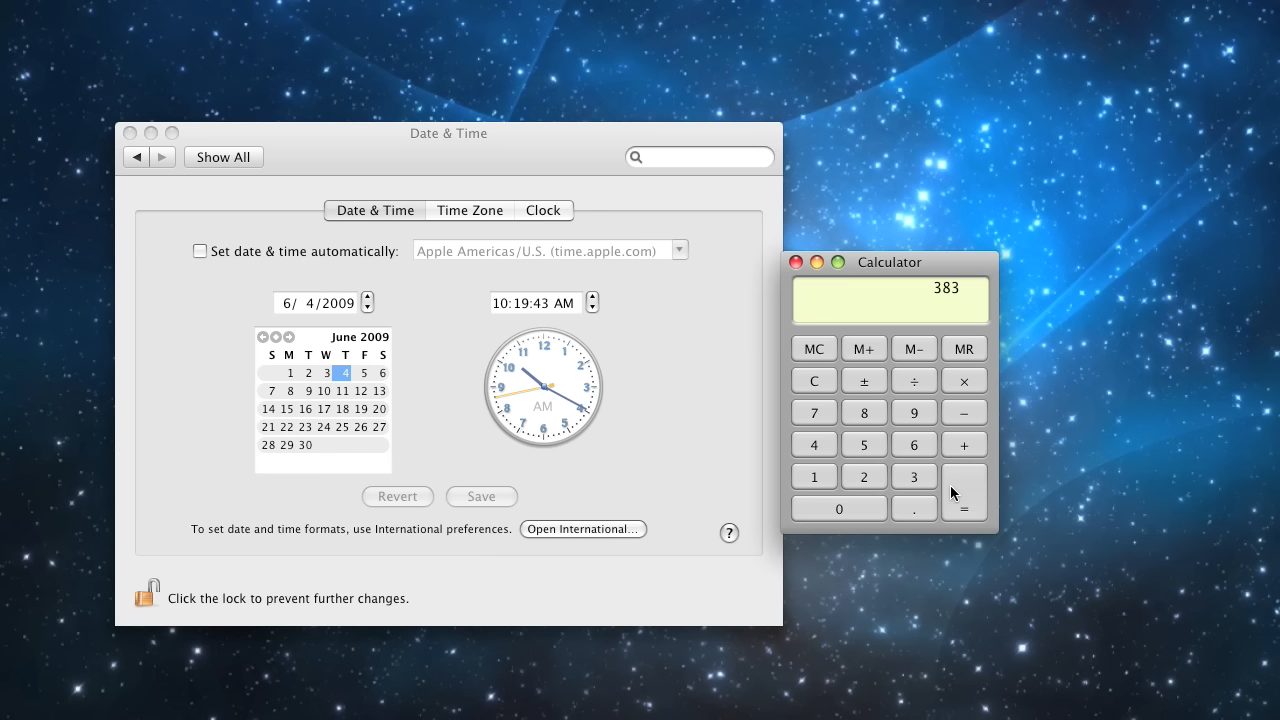 Date & Time
Show All
Date & Time Time Zone Clock
Set date & time automatically: Apple Americas/U.S. (time.apple.com)
6/ 4/2009
10:19:43 AM
June 2009
S M T W T F S
1 2 3 4 5 6
7 8 9 10 11 12 13
14 15 16 17 18 19 20
21 22 23 24 25 26 27
28 29 30
12
1
2
3
4
5
6
7
8
9
10
11
AM
Revert Save
To set date and time formats, use International preferences. Open International...
?
Click the lock to prevent further changes.
Calculator
383
MC M+ M– MR
C ± ÷ ×
7 8 9 −
4 5 6 +
1 2 3
0 . =